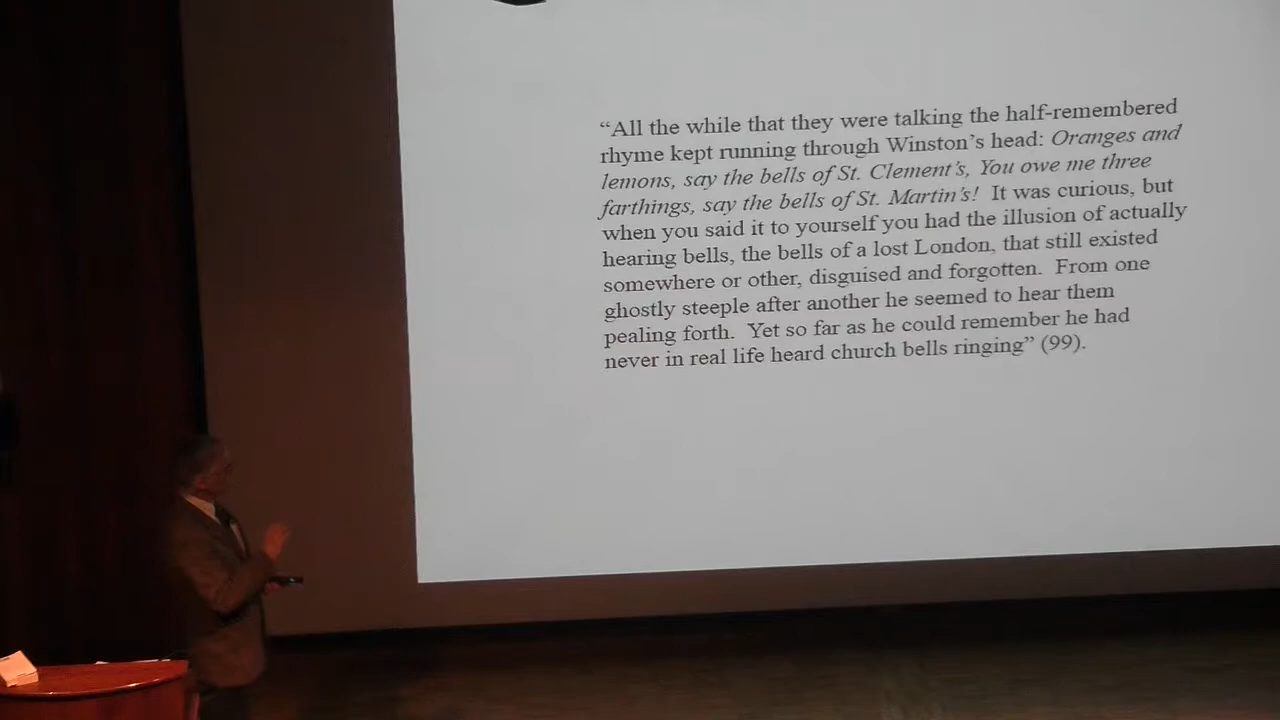 “All the while that they were talking the half-remembered
rhyme kept running through Winston’s head: Oranges and
lemons, say the bells of St. Clement’s, You owe me three
farthings, say the bells of St. Martin’s!  It was curious, but
when you said it to yourself you had the illusion of actually
hearing bells, the bells of a lost London, that still existed
somewhere or other, disguised and forgotten.  From one
ghostly steeple after another he seemed to hear them
pealing forth.  Yet so far as he could remember he had
never in real life heard church bells ringing” (99).